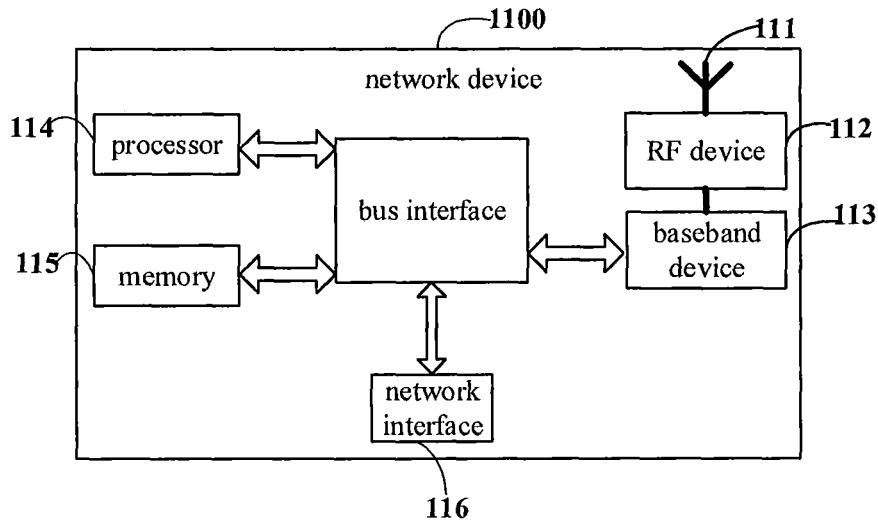 1100
111
network device
114
processor
RF device
112
bus interface
113
baseband
device
115
memory
network
interface
116